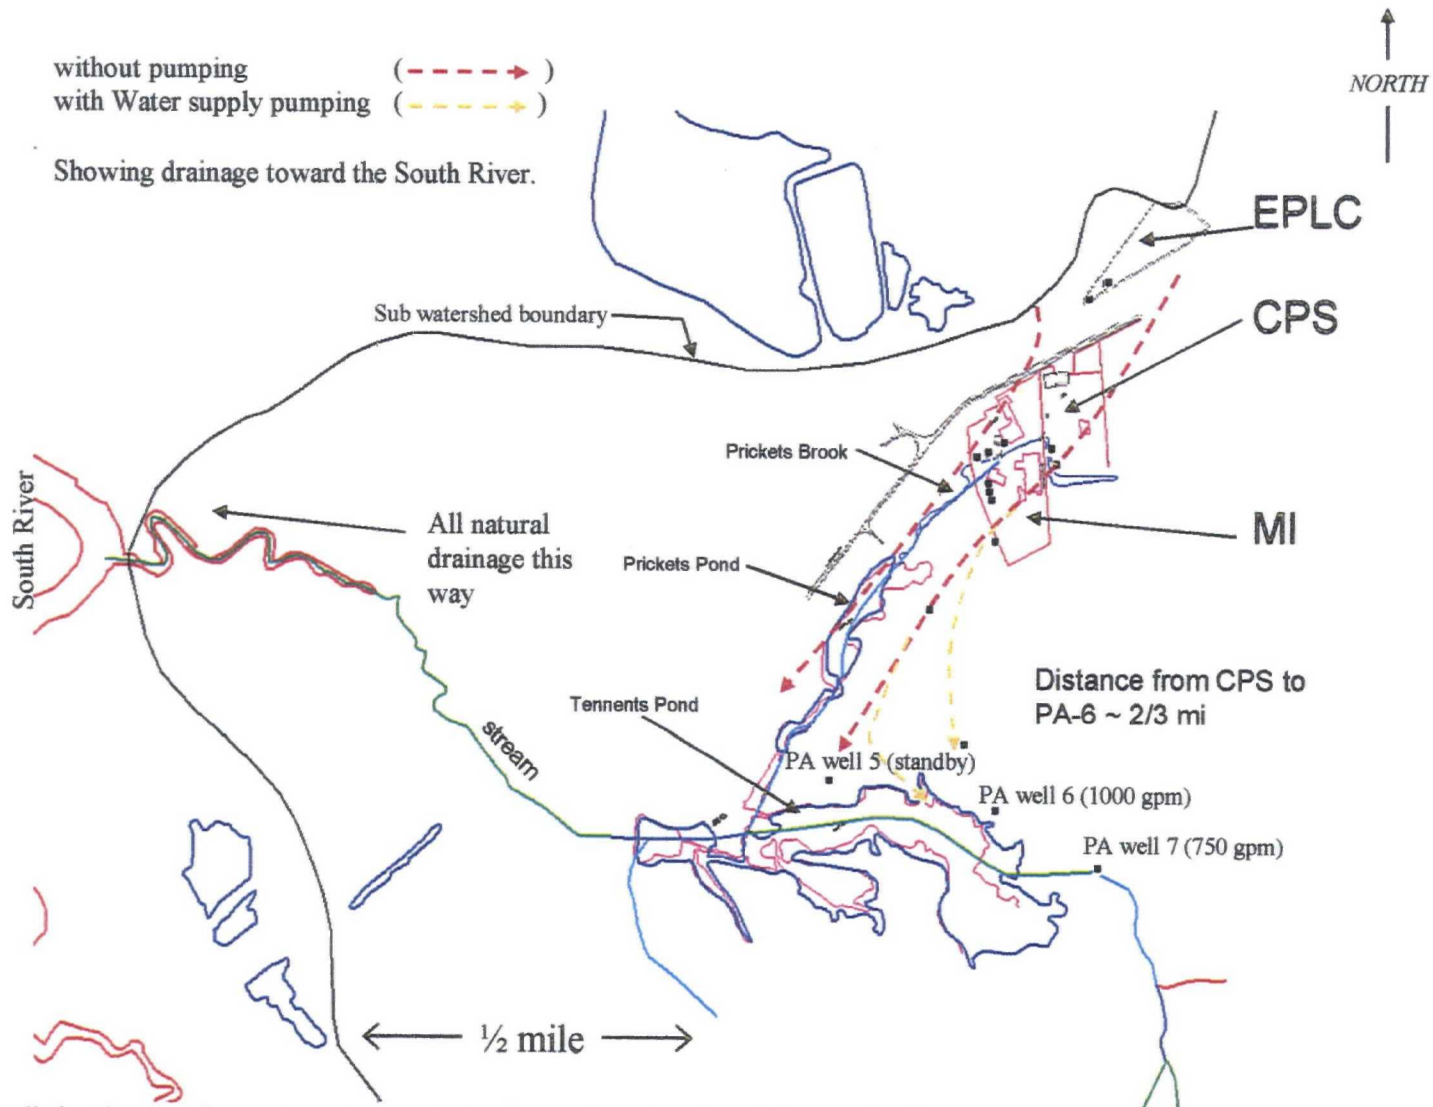 without pumping ( )
with Water supply pumping ( )
Showing drainage toward the South River.
NORTH
EPLC
CPS
Sub watershed boundary
Prickets Brook
MI
South River
All natural
drainage this
way
Prickets Pond
Distance from CPS to
PA-6 ~ 2/3 mi
Tennents Pond
stream
PA well 5 (standby)
PA well 6 (1000 gpm)
PA well 7 (750 gpm)
½ mile